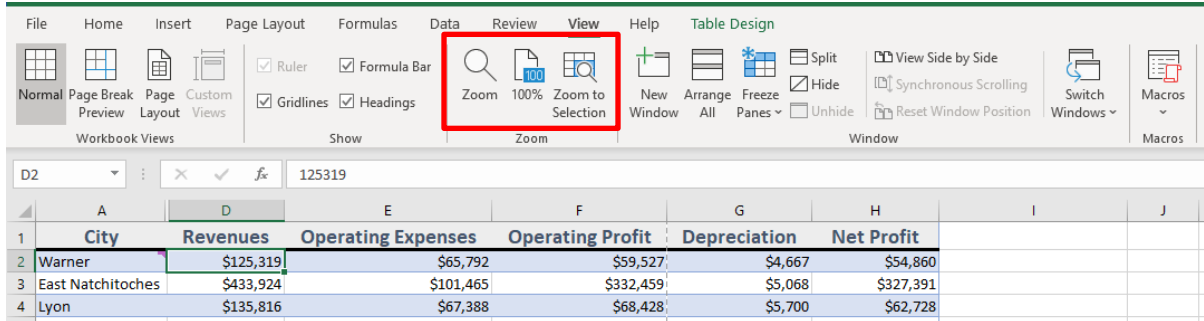 File Home Insert Page Layout Formulas Data Review View Help Table Design
Normal Page Break Preview Page Layout Custom Views
Workbook Views
Ruler Formula Bar
Gridlines Headings
Show
Zoom 100% Zoom to Selection
100
Zoom
New Window Arrange All Freeze Panes
Split
Hide
Unhide
View Side by Side
Synchronous Scrolling
Reset Window Position
Switch Windows
Window
Macros
Macros
D2 fx 125319
A D E F G H I J
1 City Revenues Operating Expenses Operating Profit Depreciation Net Profit
2 Warner $125,319 $65,792 $59,527 $4,667 $54,860
3 East Natchitoches $433,924 $101,465 $332,459 $5,068 $327,391
4 Lyon $135,816 $67,388 $68,428 $5,700 $62,728